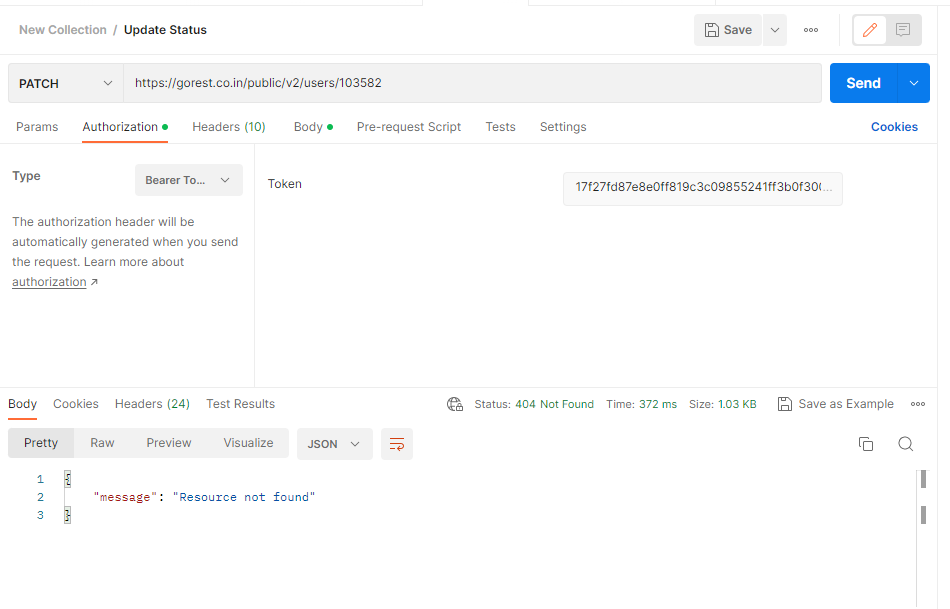 New Collection / Update Status
Save
PATCH
https://gorest.co.in/public/v2/users/103582
Send
Params Authorization Headers (10) Body Pre-request Script Tests Settings Cookies
Type
Bearer To...
Token
17f27fd87e8e0ff819c3c09855241ff3b0f300...
The authorization header will be
automatically generated when you send
the request. Learn more about
authorization ↗
Body Cookies Headers (24) Test Results
Status: 404 Not Found Time: 372 ms Size: 1.03 KB
Save as Example
Pretty Raw Preview Visualize JSON
1 {
2 "message": "Resource not found"
3 }